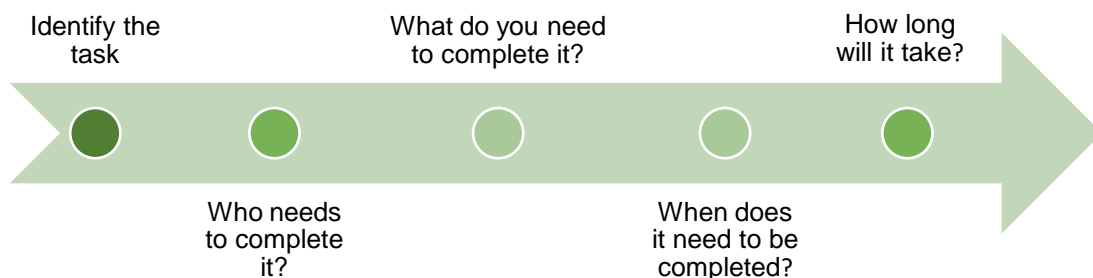 Identify the
task
Who needs
to complete
it?
What do you need
to complete it?
When does
it need to be
completed?
How long
will it take?